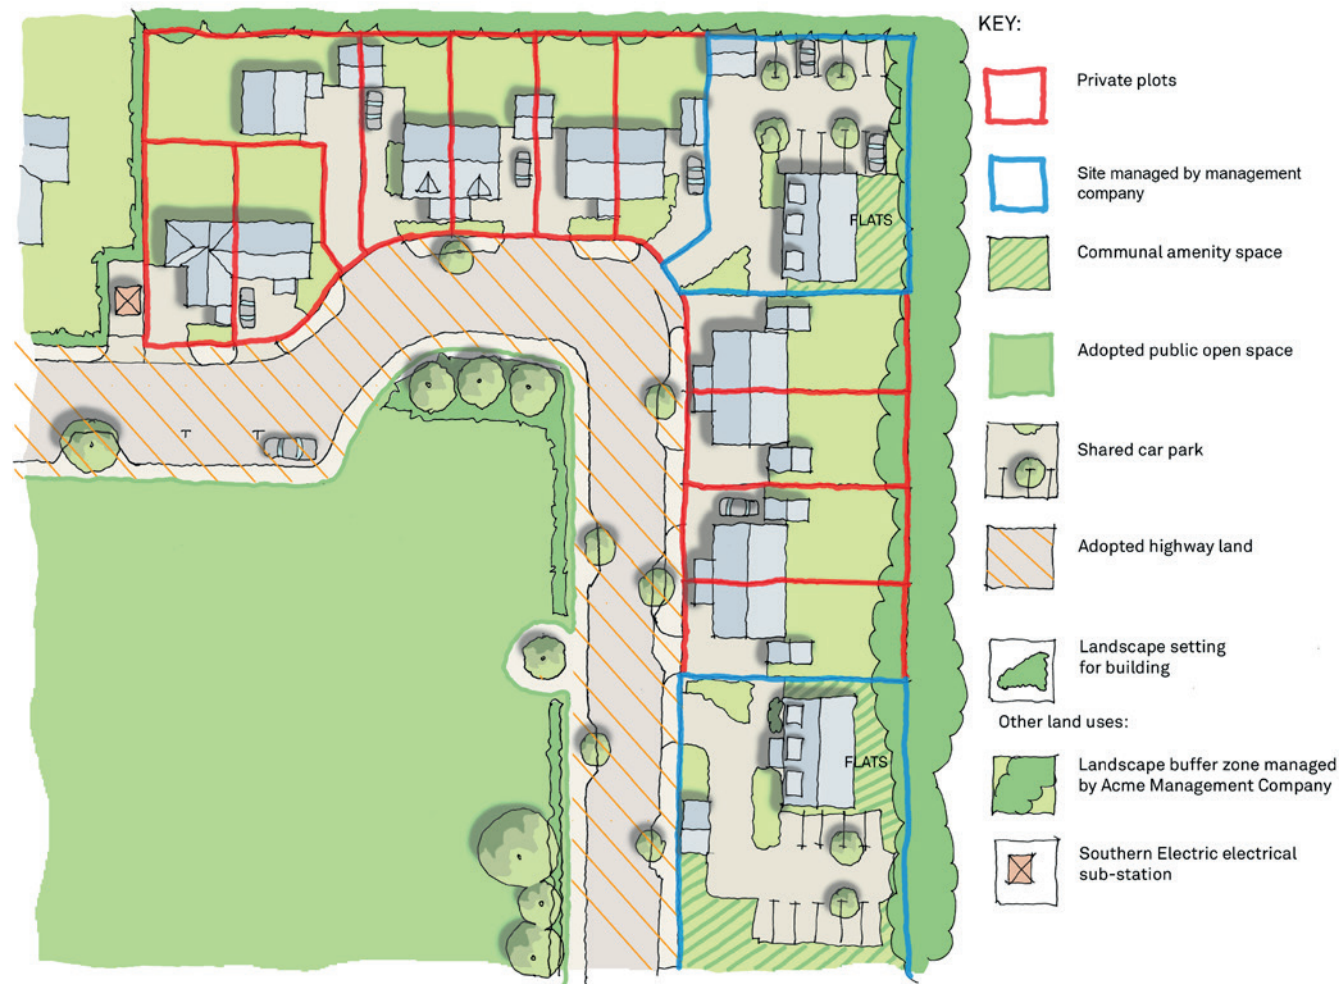 KEY:
Private plots
Site managed by management
company
Communal amenity space
Adopted public open space
Shared car park
Adopted highway land
Landscape setting
for building
Other land uses:
Landscape buffer zone managed
by Acme Management Company
Southern Electric electrical
sub-station
FLATS
FLATS